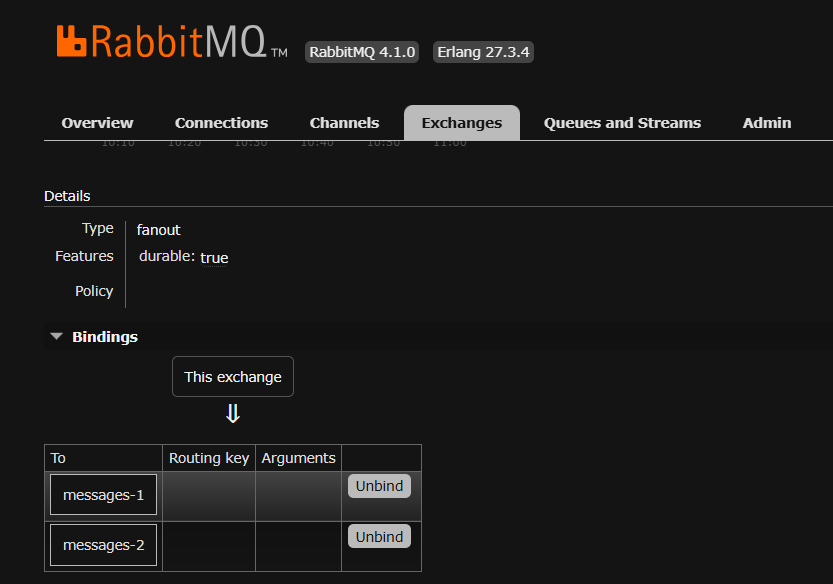 RabbitMQ TM RabbitMQ 4.1.0 Erlang 27.3.4
Overview Connections Channels Exchanges Queues and Streams Admin
10:10 10:20 10:30 10:40 10:50 11:00
Details
Type fanout
Features durable: true
Policy
Bindings
This exchange
⇓
To Routing key Arguments
messages-1 Unbind
messages-2 Unbind